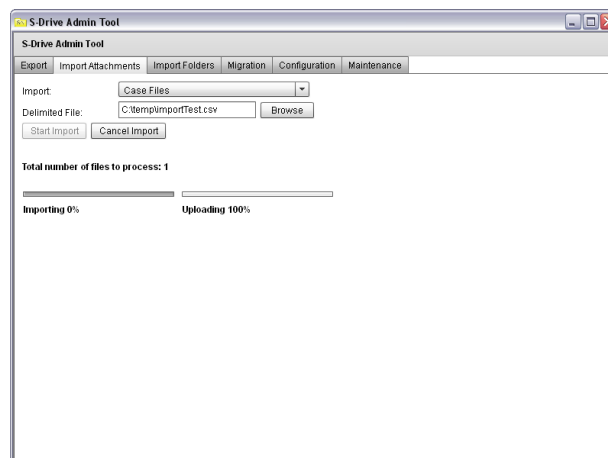 S-Drive Admin Tool
S-Drive Admin Tool
Export Import Attachments Import Folders Migration Configuration Maintenance
Import: Case Files
Delimited File: C:\temp\importTest.csv Browse
Start Import Cancel Import
Total number of files to process: 1
Importing 0% Uploading 100%